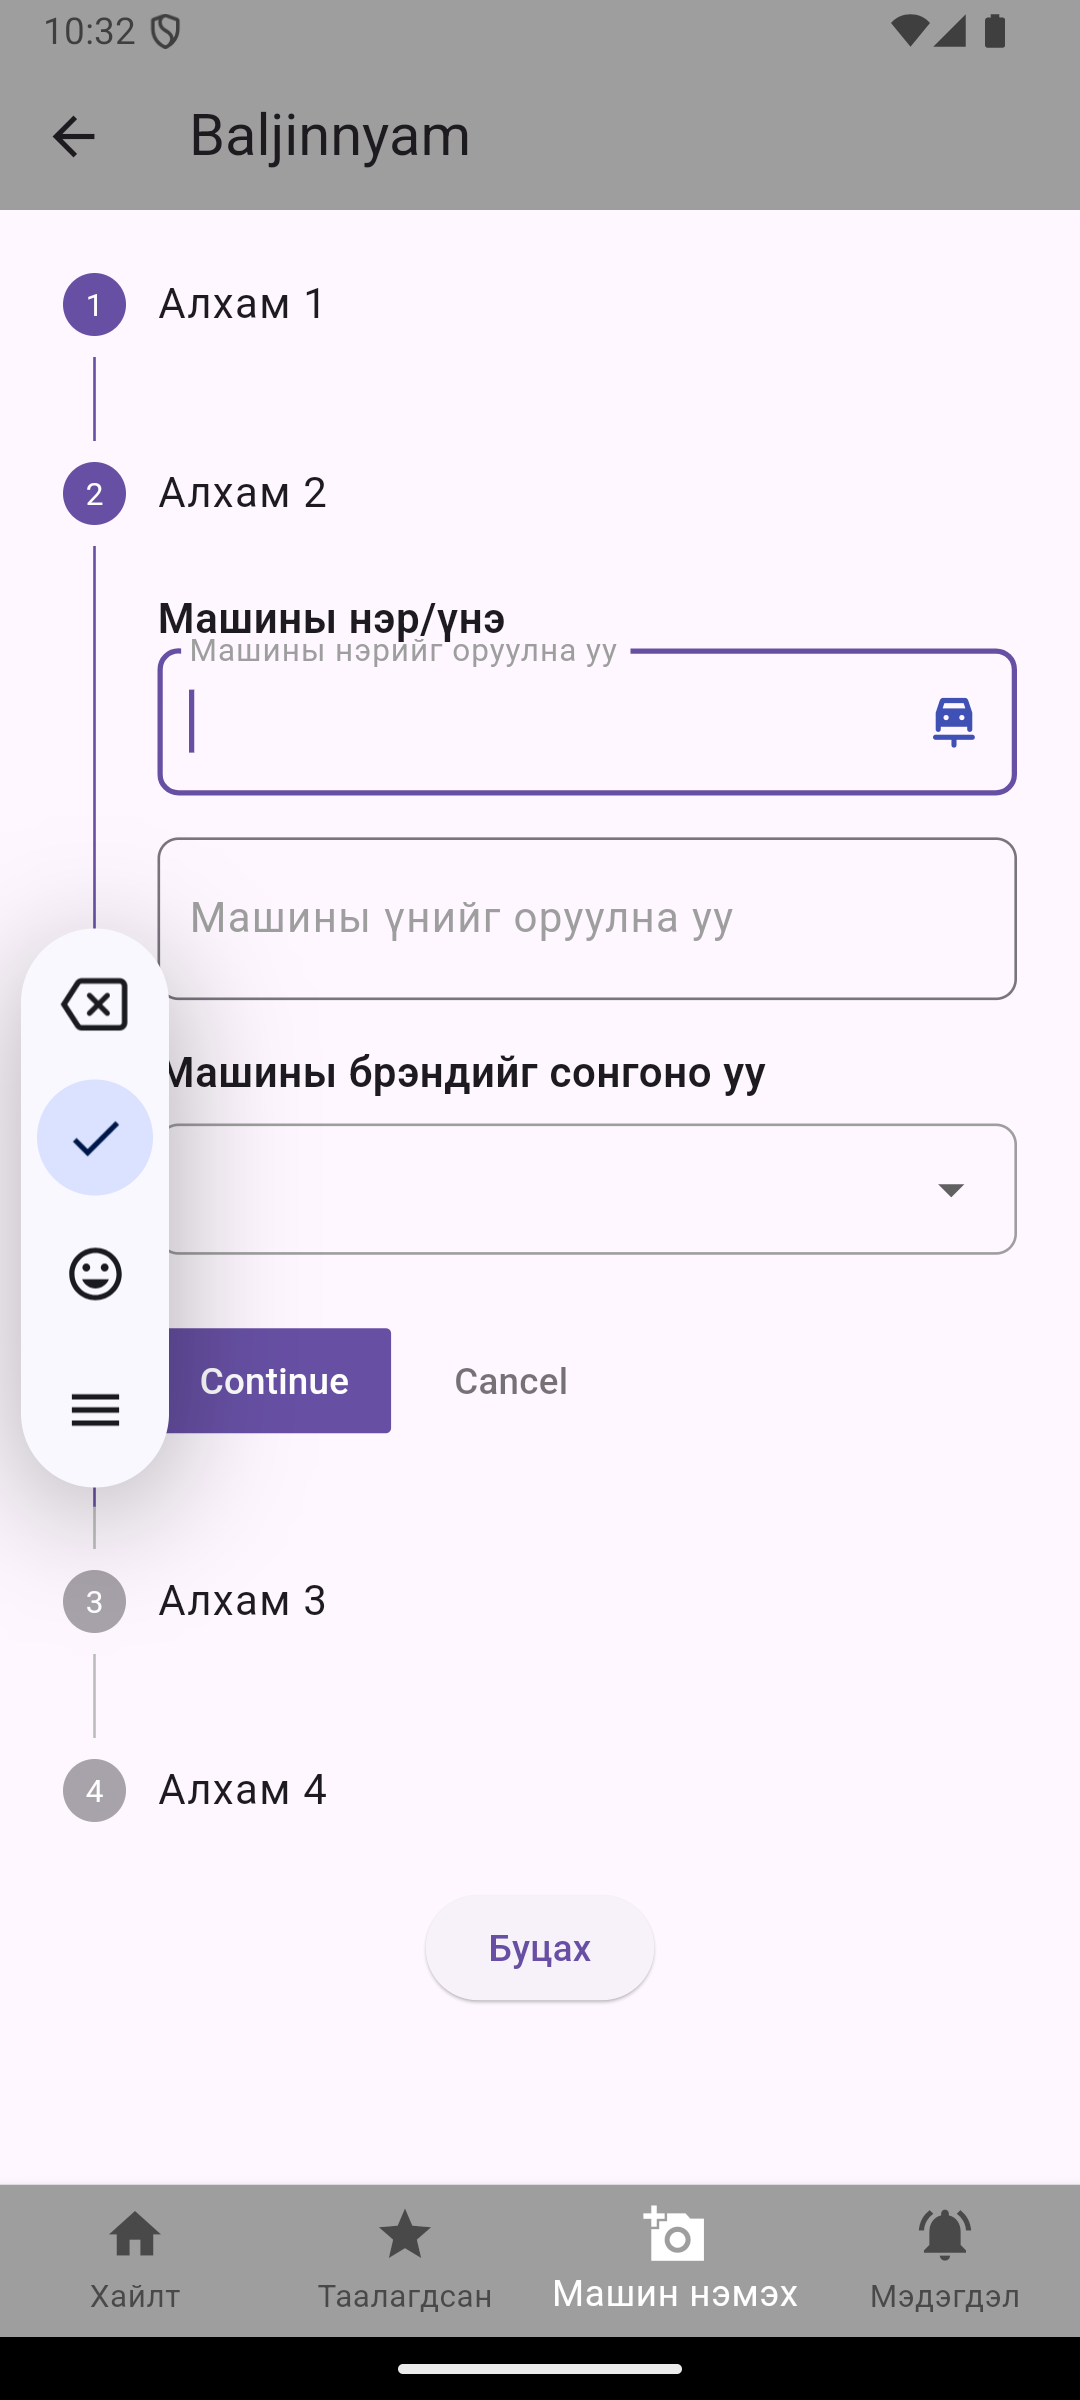 10:32
Baljinnyam
1 Алхам 1
2 Алхам 2
Машины нэр/үнэ
Машины нэрийг оруулна уу
Машины үнийг оруулна уу
Машины брэндийг сонгоно уу
Continue Cancel
3 Алхам 3
4 Алхам 4
Буцах
Хайлт Таалагдсан Машин нэмэх Мэдэгдэл